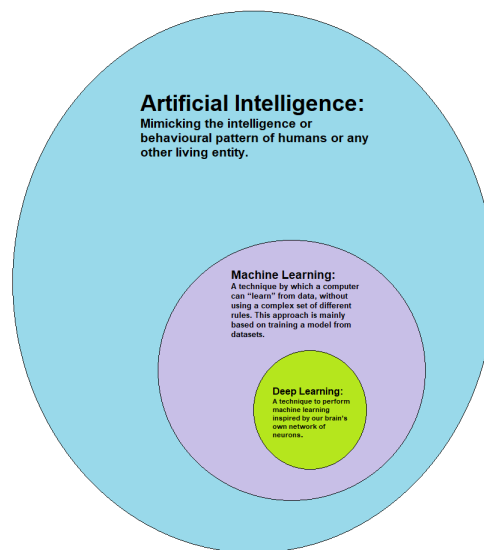 Artificial Intelligence:
Mimicking the intelligence or
behavioural pattern of humans or any
other living entity.
Machine Learning:
A technique by which a computer
can “learn” from data, without
using a complex set of different
rules. This approach is mainly
based on training a model from
datasets.
Deep Learning:
A technique to perform
machine learning
inspired by our brain's
own network of
neurons.